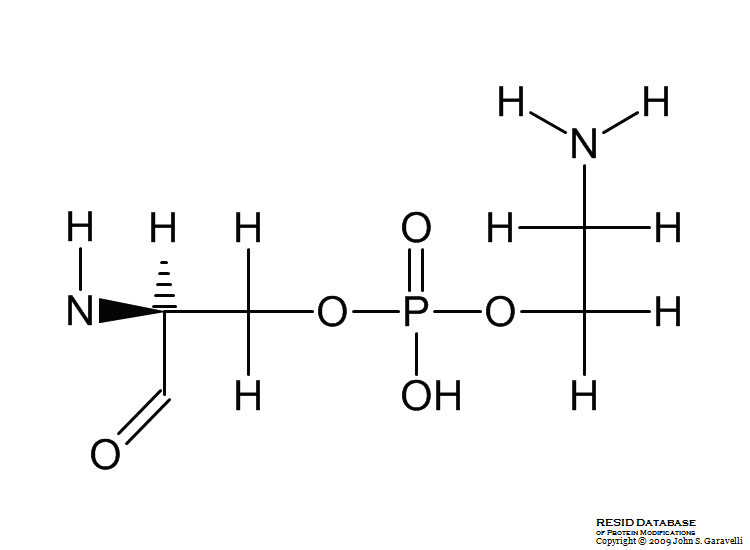 H H
N
H H H O H H
N O P O H
H OH H
O
RESID DATABASE
OF PROTEIN MODIFICATIONS
Copyright © 2009 John S. Garavelli